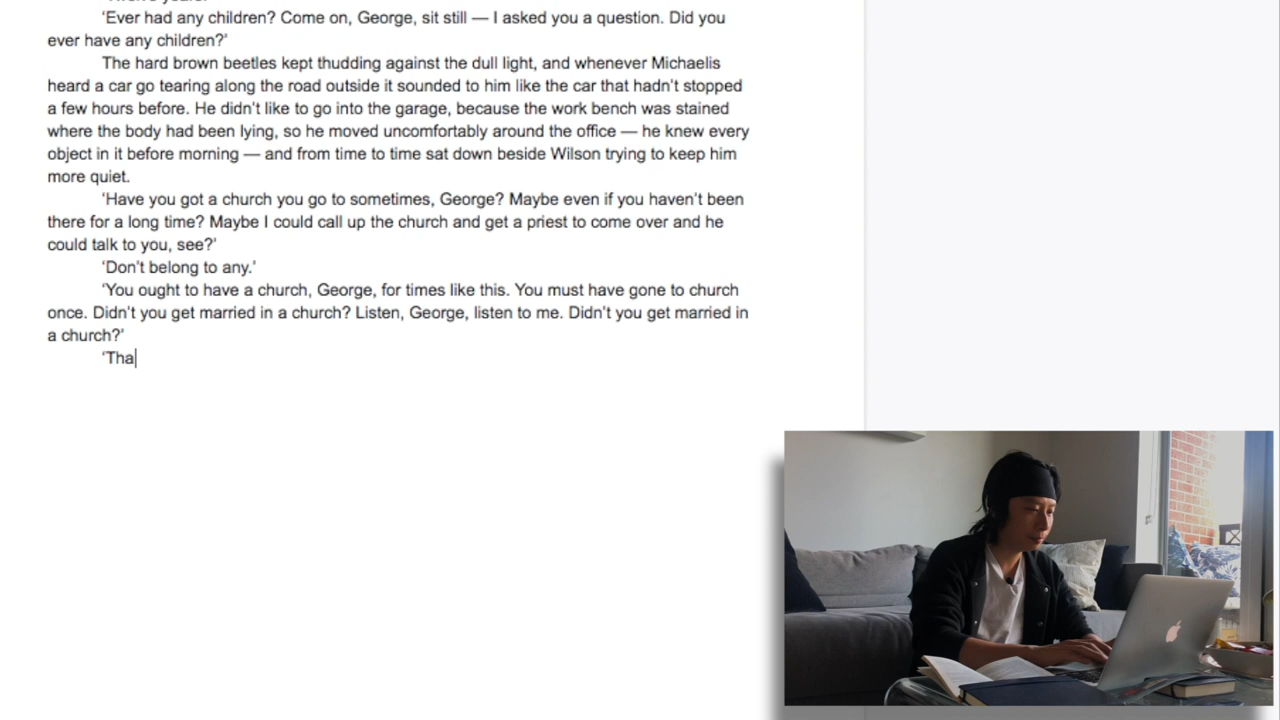 ‘Ever had any children? Come on, George, sit still — I asked you a question. Did you
ever have any children?’
The hard brown beetles kept thudding against the dull light, and whenever Michaelis
heard a car go tearing along the road outside it sounded to him like the car that hadn’t stopped
a few hours before. He didn’t like to go into the garage, because the work bench was stained
where the body had been lying, so he moved uncomfortably around the office — he knew every
object in it before morning — and from time to time sat down beside Wilson trying to keep him
more quiet.
‘Have you got a church you go to sometimes, George? Maybe even if you haven’t been
there for a long time? Maybe I could call up the church and get a priest to come over and he
could talk to you, see?’
‘Don’t belong to any.’
‘You ought to have a church, George, for times like this. You must have gone to church
once. Didn’t you get married in a church? Listen, George, listen to me. Didn’t you get married in
a church?’
‘Tha